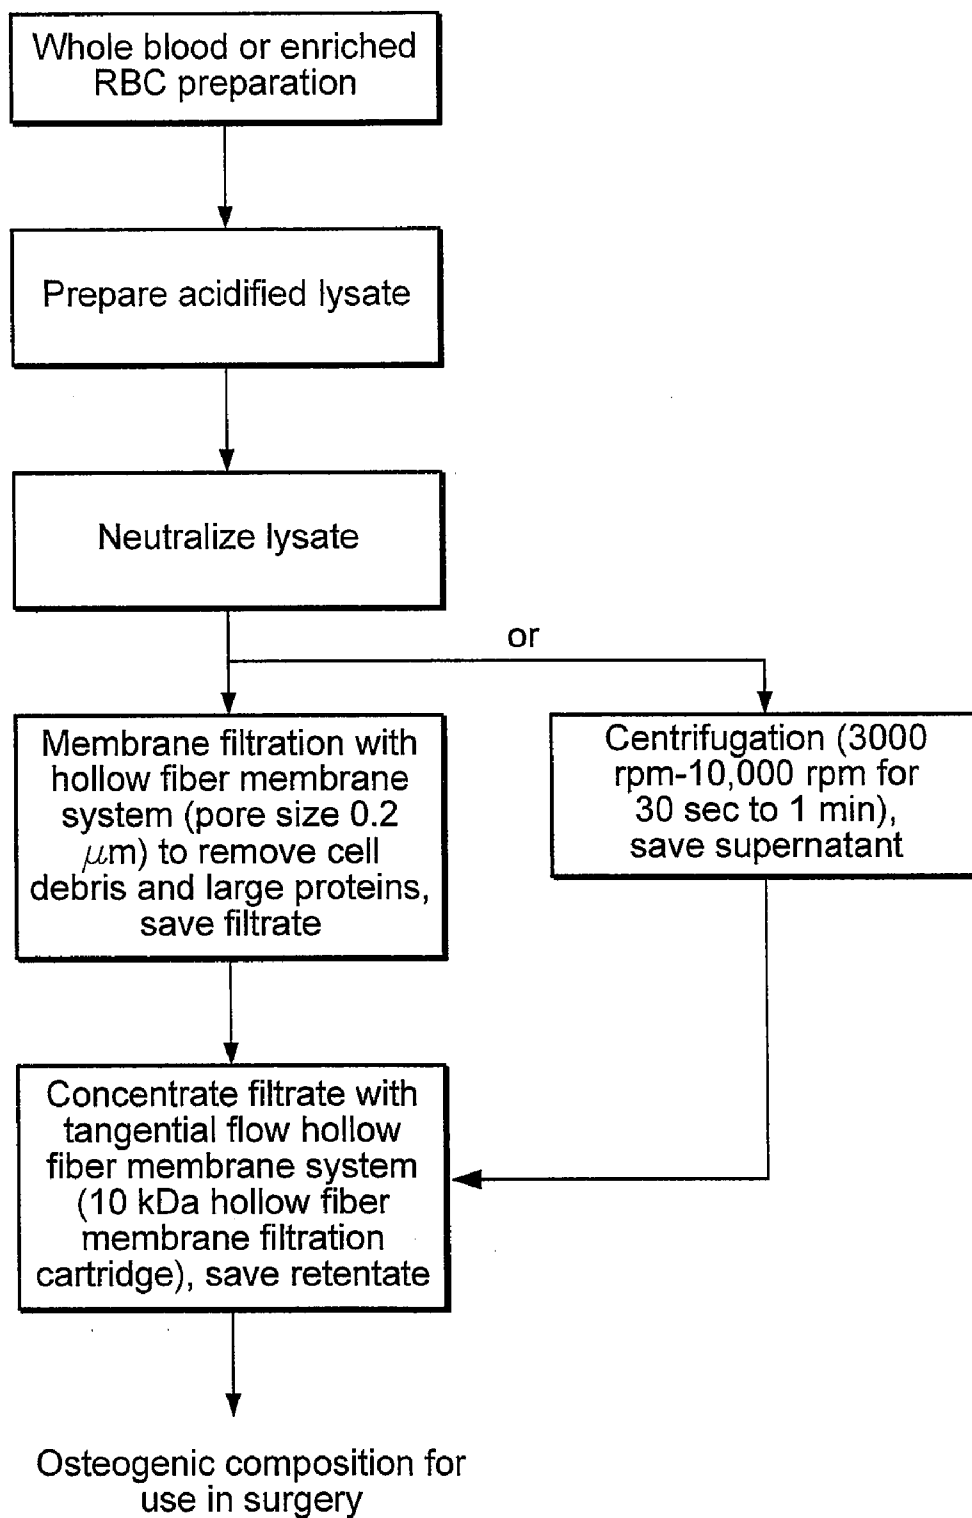 Whole blood or enriched
RBC preparation
Prepare acidified lysate
Neutralize lysate
or
Membrane filtration with
hollow fiber membrane
system (pore size 0.2
μm) to remove cell
debris and large proteins,
save filtrate
Centrifugation (3000
rpm-10,000 rpm for
30 sec to 1 min),
save supernatant
Concentrate filtrate with
tangential flow hollow
fiber membrane system
(10 kDa hollow fiber
membrane filtration
cartridge), save retentate
Osteogenic composition for
use in surgery